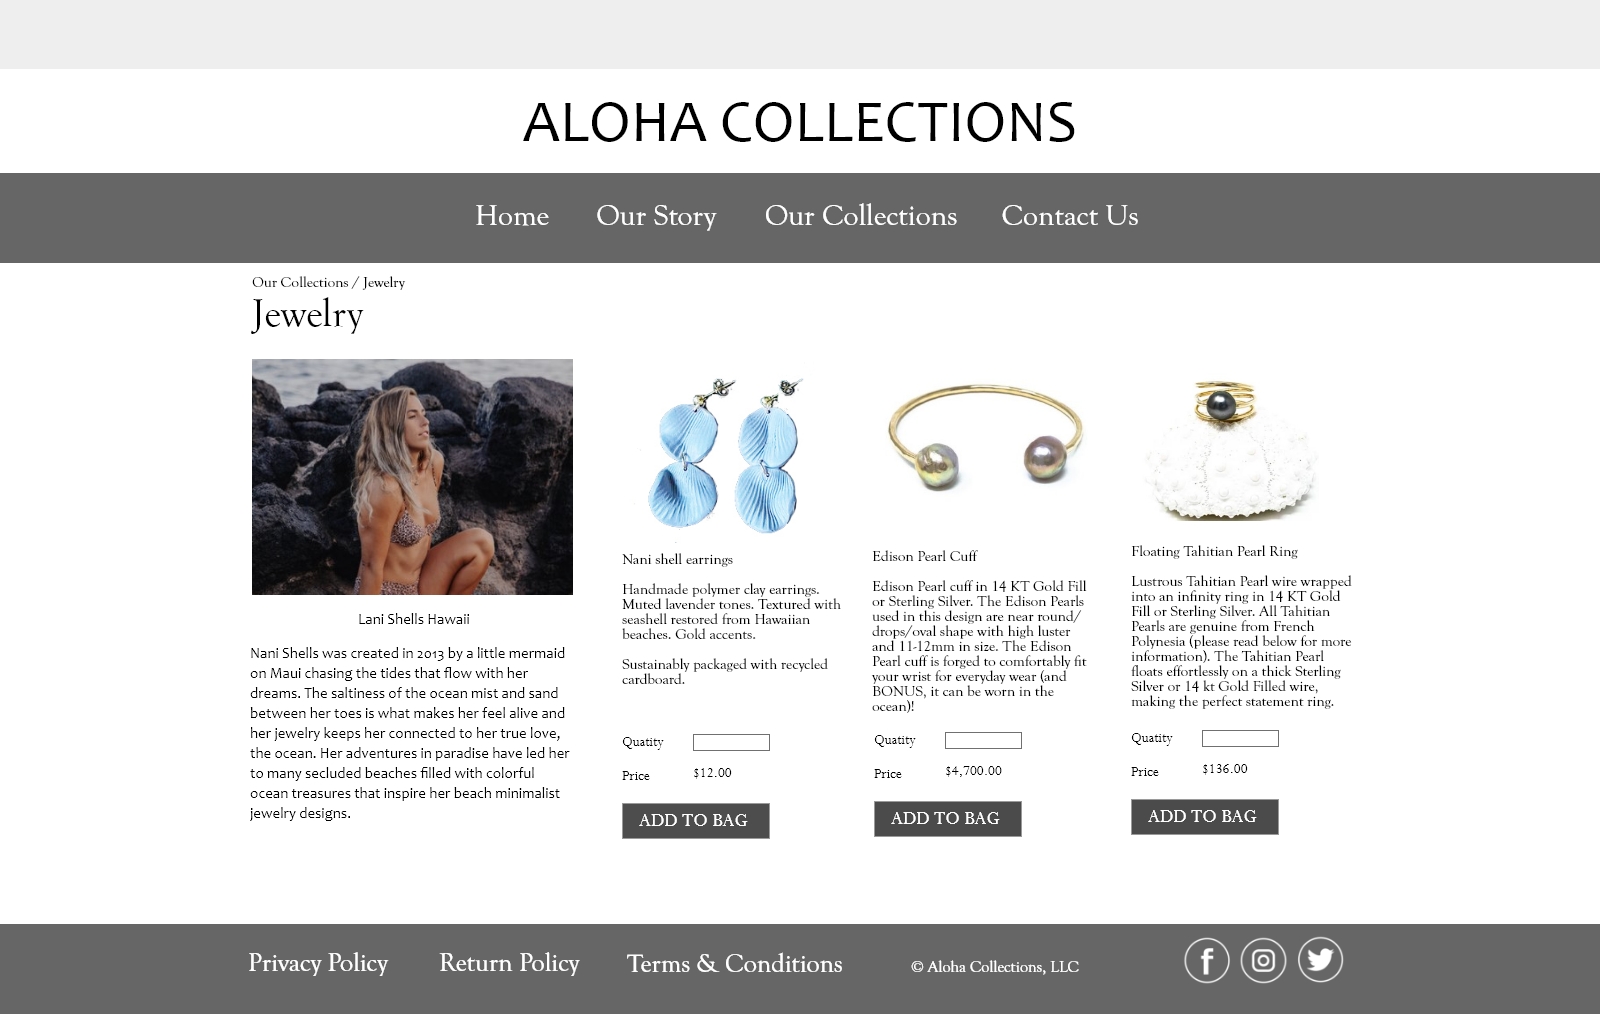 ALOHA COLLECTIONS
Home Our Story Our Collections Contact Us
Our Collections / Jewelry
Jewelry
Lani Shells Hawaii
Nani Shells was created in 2013 by a little mermaid
on Maui chasing the tides that flow with her
dreams. The saltiness of the ocean mist and sand
between her toes is what makes her feel alive and
her jewelry keeps her connected to her true love,
the ocean. Her adventures in paradise have led her
to many secluded beaches filled with colorful
ocean treasures that inspire her beach minimalist
jewelry designs.
Nani shell earrings
Handmade polymer clay earrings.
Muted lavender tones. Textured with
seashell restored from Hawaiian
beaches. Gold accents.
Sustainably packaged with recycled
cardboard.
Quatity
Price $12.00
ADD TO BAG
Edison Pearl Cuff
Edison Pearl cuff in 14 KT Gold Fill
or Sterling Silver. The Edison Pearls
used in this design are near round/
drops/oval shape with high luster
and 11-12mm in size. The Edison
Pearl cuff is forged to comfortably fit
your wrist for everyday wear (and
BONUS, it can be worn in the
ocean)!
Quatity
Price $4,700.00
ADD TO BAG
Floating Tahitian Pearl Ring
Lustrous Tahitian Pearl wire wrapped
into an infinity ring in 14 KT Gold
Fill or Sterling Silver. All Tahitian
Pearls are genuine from French
Polynesia (please read below for more
information). The Tahitian Pearl
floats effortlessly on a thick Sterling
Silver or 14 kt Gold Filled wire,
making the perfect statement ring.
Quatity
Price $136.00
ADD TO BAG
Privacy Policy Return Policy Terms & Conditions © Aloha Collections, LLC